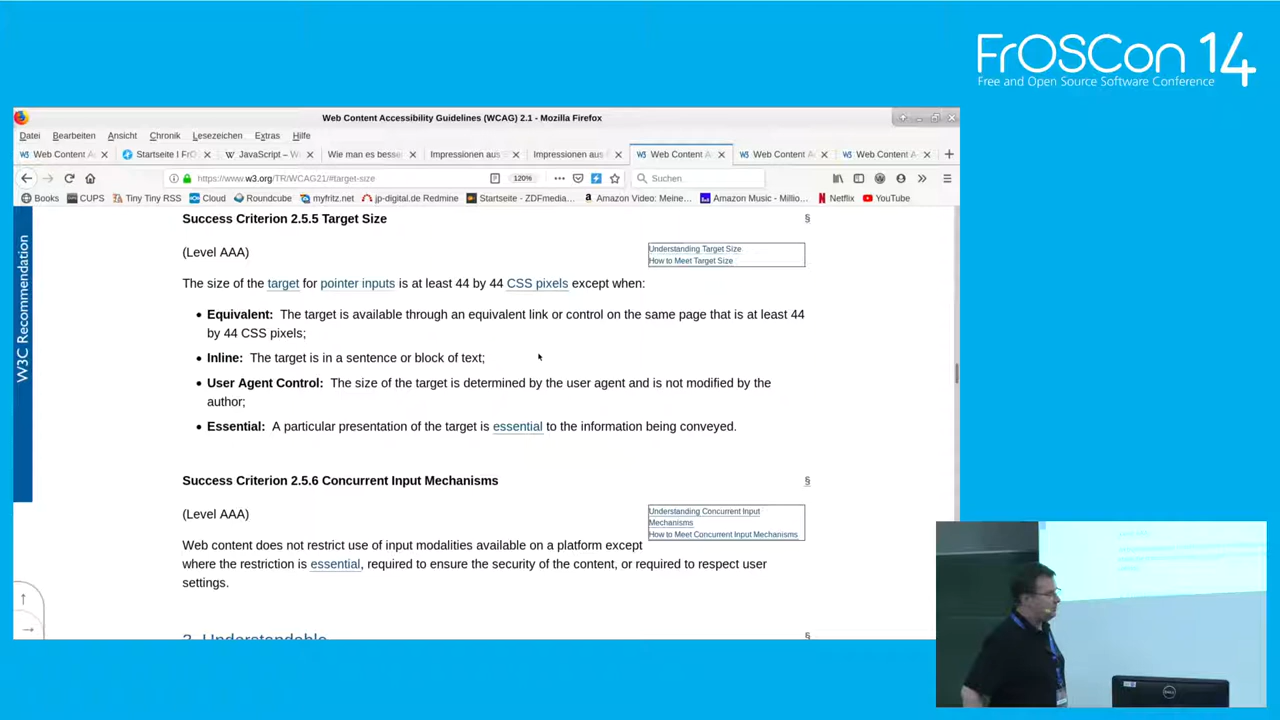 FrOSCon 14
Free and Open Source Software Conference
Web Content Accessibility Guidelines (WCAG) 2.1 - Mozilla Firefox
Datei Bearbeiten Ansicht Chronik Lesezeichen Extras Hilfe
Web Content A Startseite I FrO JavaScript – W Wie man es besser Impressionen aus Impressionen aus Web Content A Web Content A Web Content A
https://www.w3.org/TR/WCAG21/#target-size 120% Suchen
Books CUPS Tiny Tiny RSS Cloud Roundcube myfritz.net jp-digital.de Redmine Startseite - ZDFmedia... Amazon Video: Meine... Amazon Music - Millio... Netflix YouTube
W3C Recommendation
Success Criterion 2.5.5 Target Size §
(Level AAA)
Understanding Target Size
How to Meet Target Size
The size of the target for pointer inputs is at least 44 by 44 CSS pixels except when:
• Equivalent: The target is available through an equivalent link or control on the same page that is at least 44
by 44 CSS pixels;
• Inline: The target is in a sentence or block of text;
• User Agent Control: The size of the target is determined by the user agent and is not modified by the
author;
• Essential: A particular presentation of the target is essential to the information being conveyed.
Success Criterion 2.5.6 Concurrent Input Mechanisms §
(Level AAA)
Understanding Concurrent Input
Mechanisms
How to Meet Concurrent Input Mechanisms
Web content does not restrict use of input modalities available on a platform except
where the restriction is essential, required to ensure the security of the content, or required to respect user
settings.
3. Understandable §
DELL